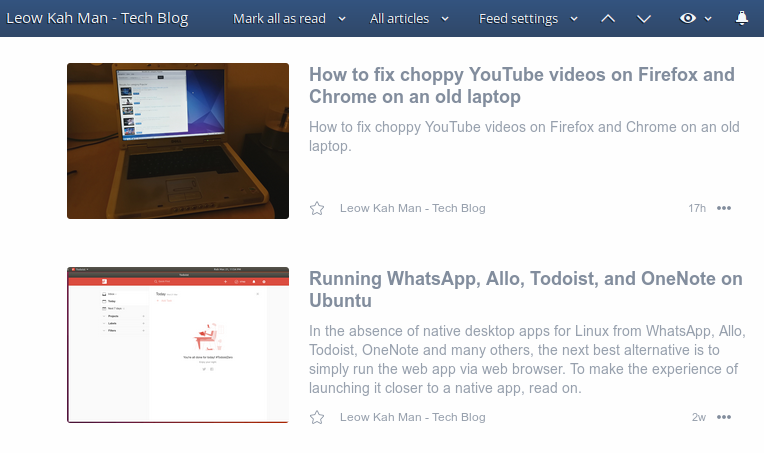 Leow Kah Man - Tech Blog
Mark all as read
All articles
Feed settings
How to fix choppy YouTube videos on Firefox and
Chrome on an old laptop
How to fix choppy YouTube videos on Firefox and Chrome on an old
laptop.
Leow Kah Man - Tech Blog
17h
Today
Running WhatsApp, Allo, Todoist, and OneNote on
Ubuntu
In the absence of native desktop apps for Linux from WhatsApp, Allo,
Todoist, OneNote and many others, the next best alternative is to
simply run the web app via web browser. To make the experience of
launching it closer to a native app, read on.
Leow Kah Man - Tech Blog
2w